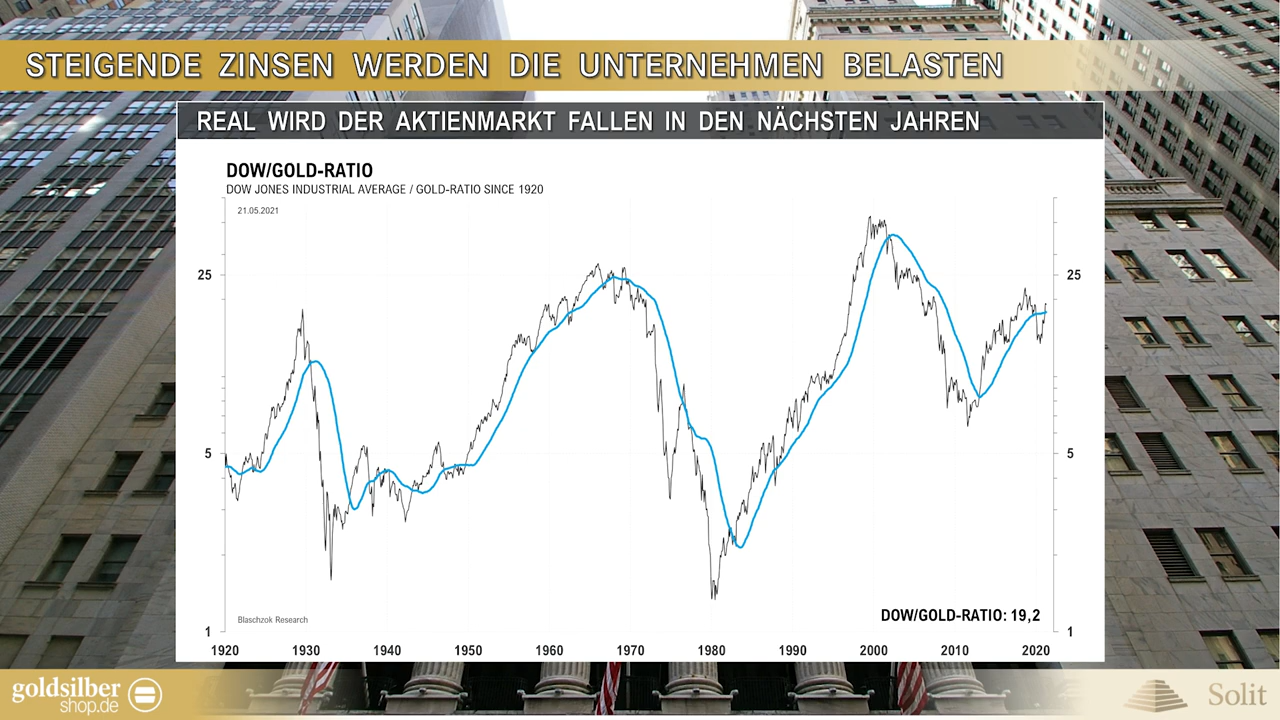 STEIGENDE ZINSEN WERDEN DIE UNTERNEHMEN BELASTEN
REAL WIRD DER AKTIENMARKT FALLEN IN DEN NÄCHSTEN JAHREN
DOW/GOLD-RATIO
DOW JONES INDUSTRIAL AVERAGE / GOLD-RATIO SINCE 1920
21.05.2021
25 25
5 5
Blaschzok Research
DOW/GOLD-RATIO: 19,2
1 1
1920 1930 1940 1950 1960 1970 1980 1990 2000 2010 2020
goldsilber
shop.de
Solit